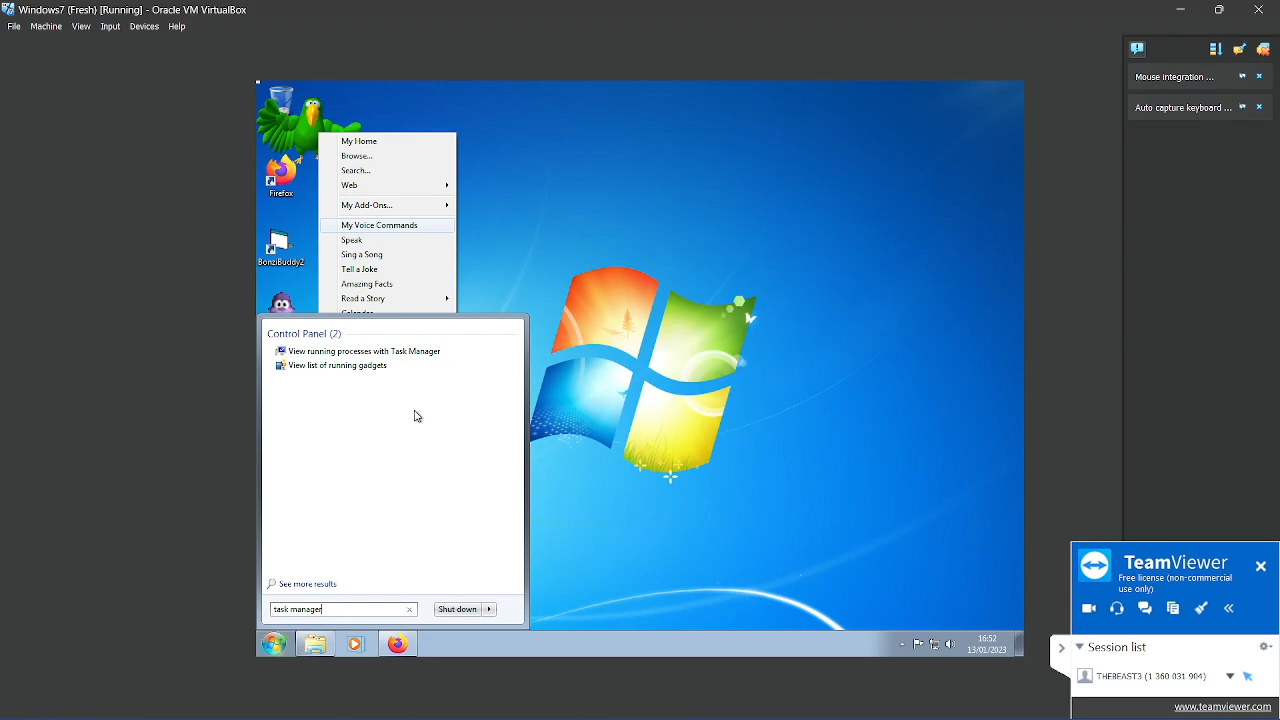 Windows7 (Fresh) [Running] - Oracle VM VirtualBox
File Machine View Input Devices Help
Mouse integration ...
Auto capture keyboard ...
My Home
Browse...
Search...
Web
My Add-Ons...
My Voice Commands
Speak
Sing a Song
Tell a Joke
Amazing Facts
Read a Story
Firefox
BonziBuddy2
Control Panel (2)
View running processes with Task Manager
View list of running gadgets
See more results
task manager
Shut down
16:52
13/01/2023
TeamViewer
Free license (non-commercial
use only)
Session list
THEBEAST3 (1 360 031 904)
www.teamviewer.com